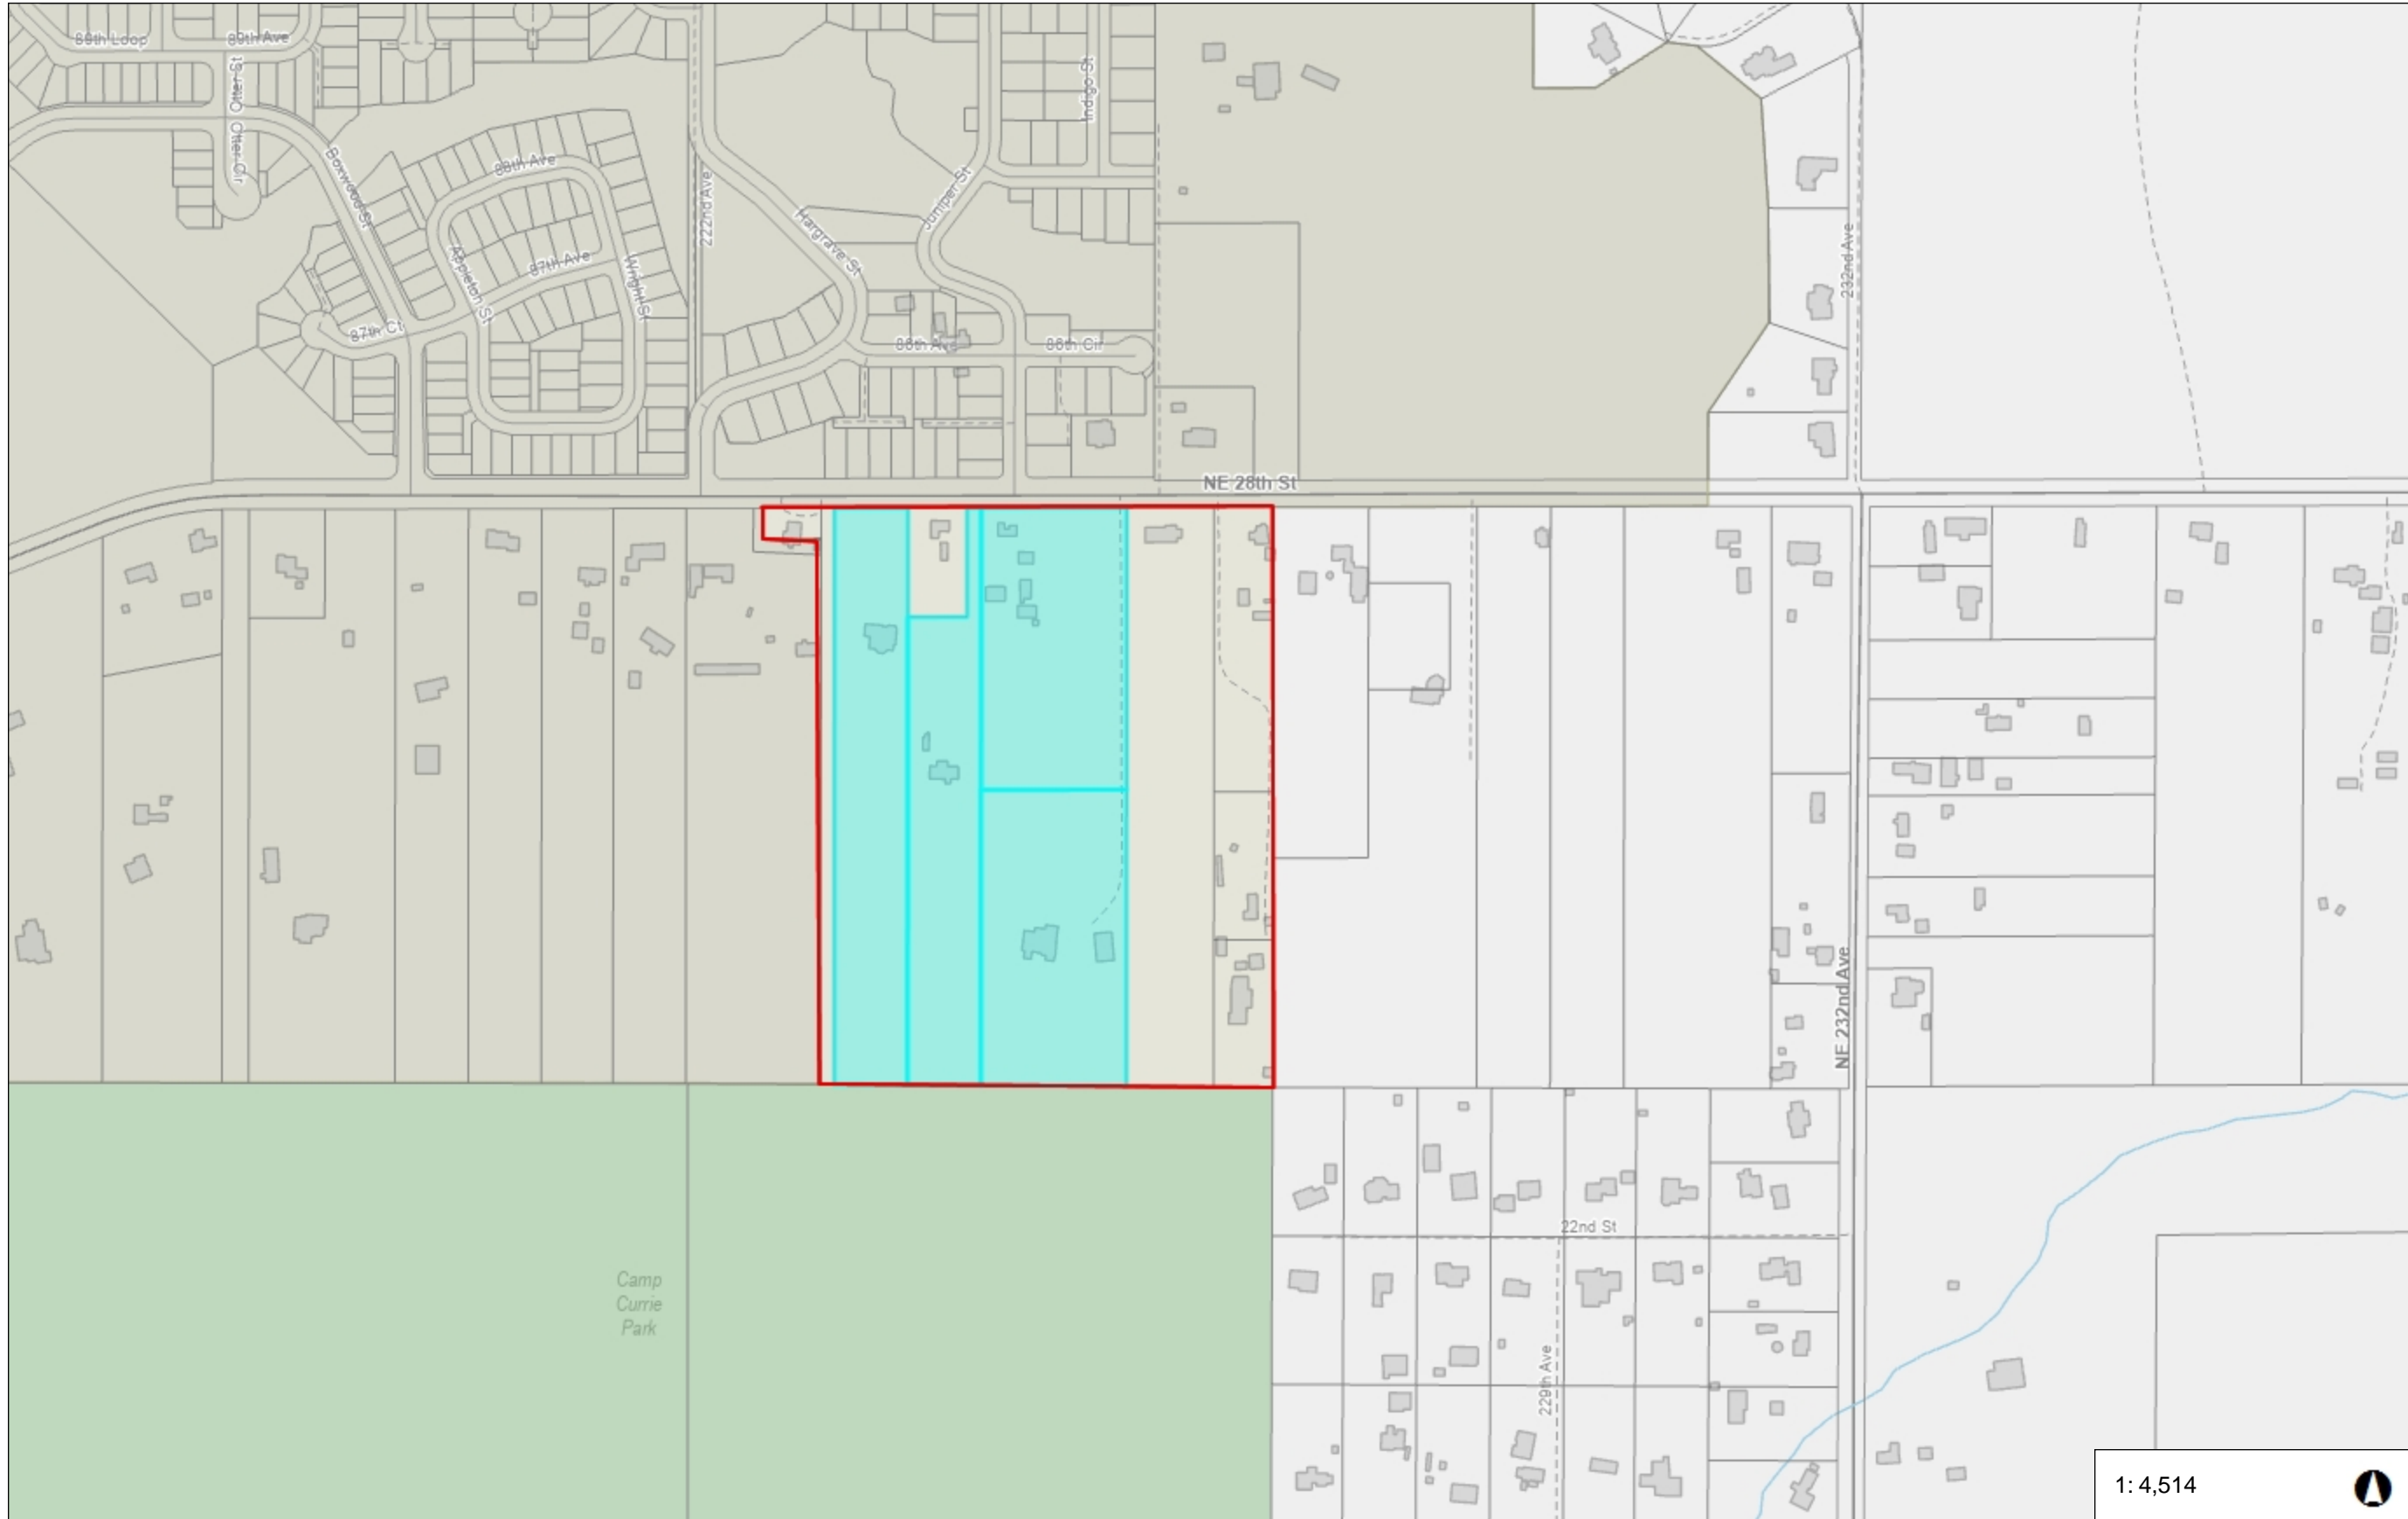 88th Loop
89th Ave
Otter St
Otter Cir
Indigo St
Boxwood St
88th Ave
222nd Ave
Juniper St
Hargrave St
Appleton St
87th Ave
Wright St
232nd Ave
87th Ct
86th Ave
86th Cir
NE 28th St
NE 232nd Ave
22nd St
Camp
Currie
Park
229th Ave
1: 4,514